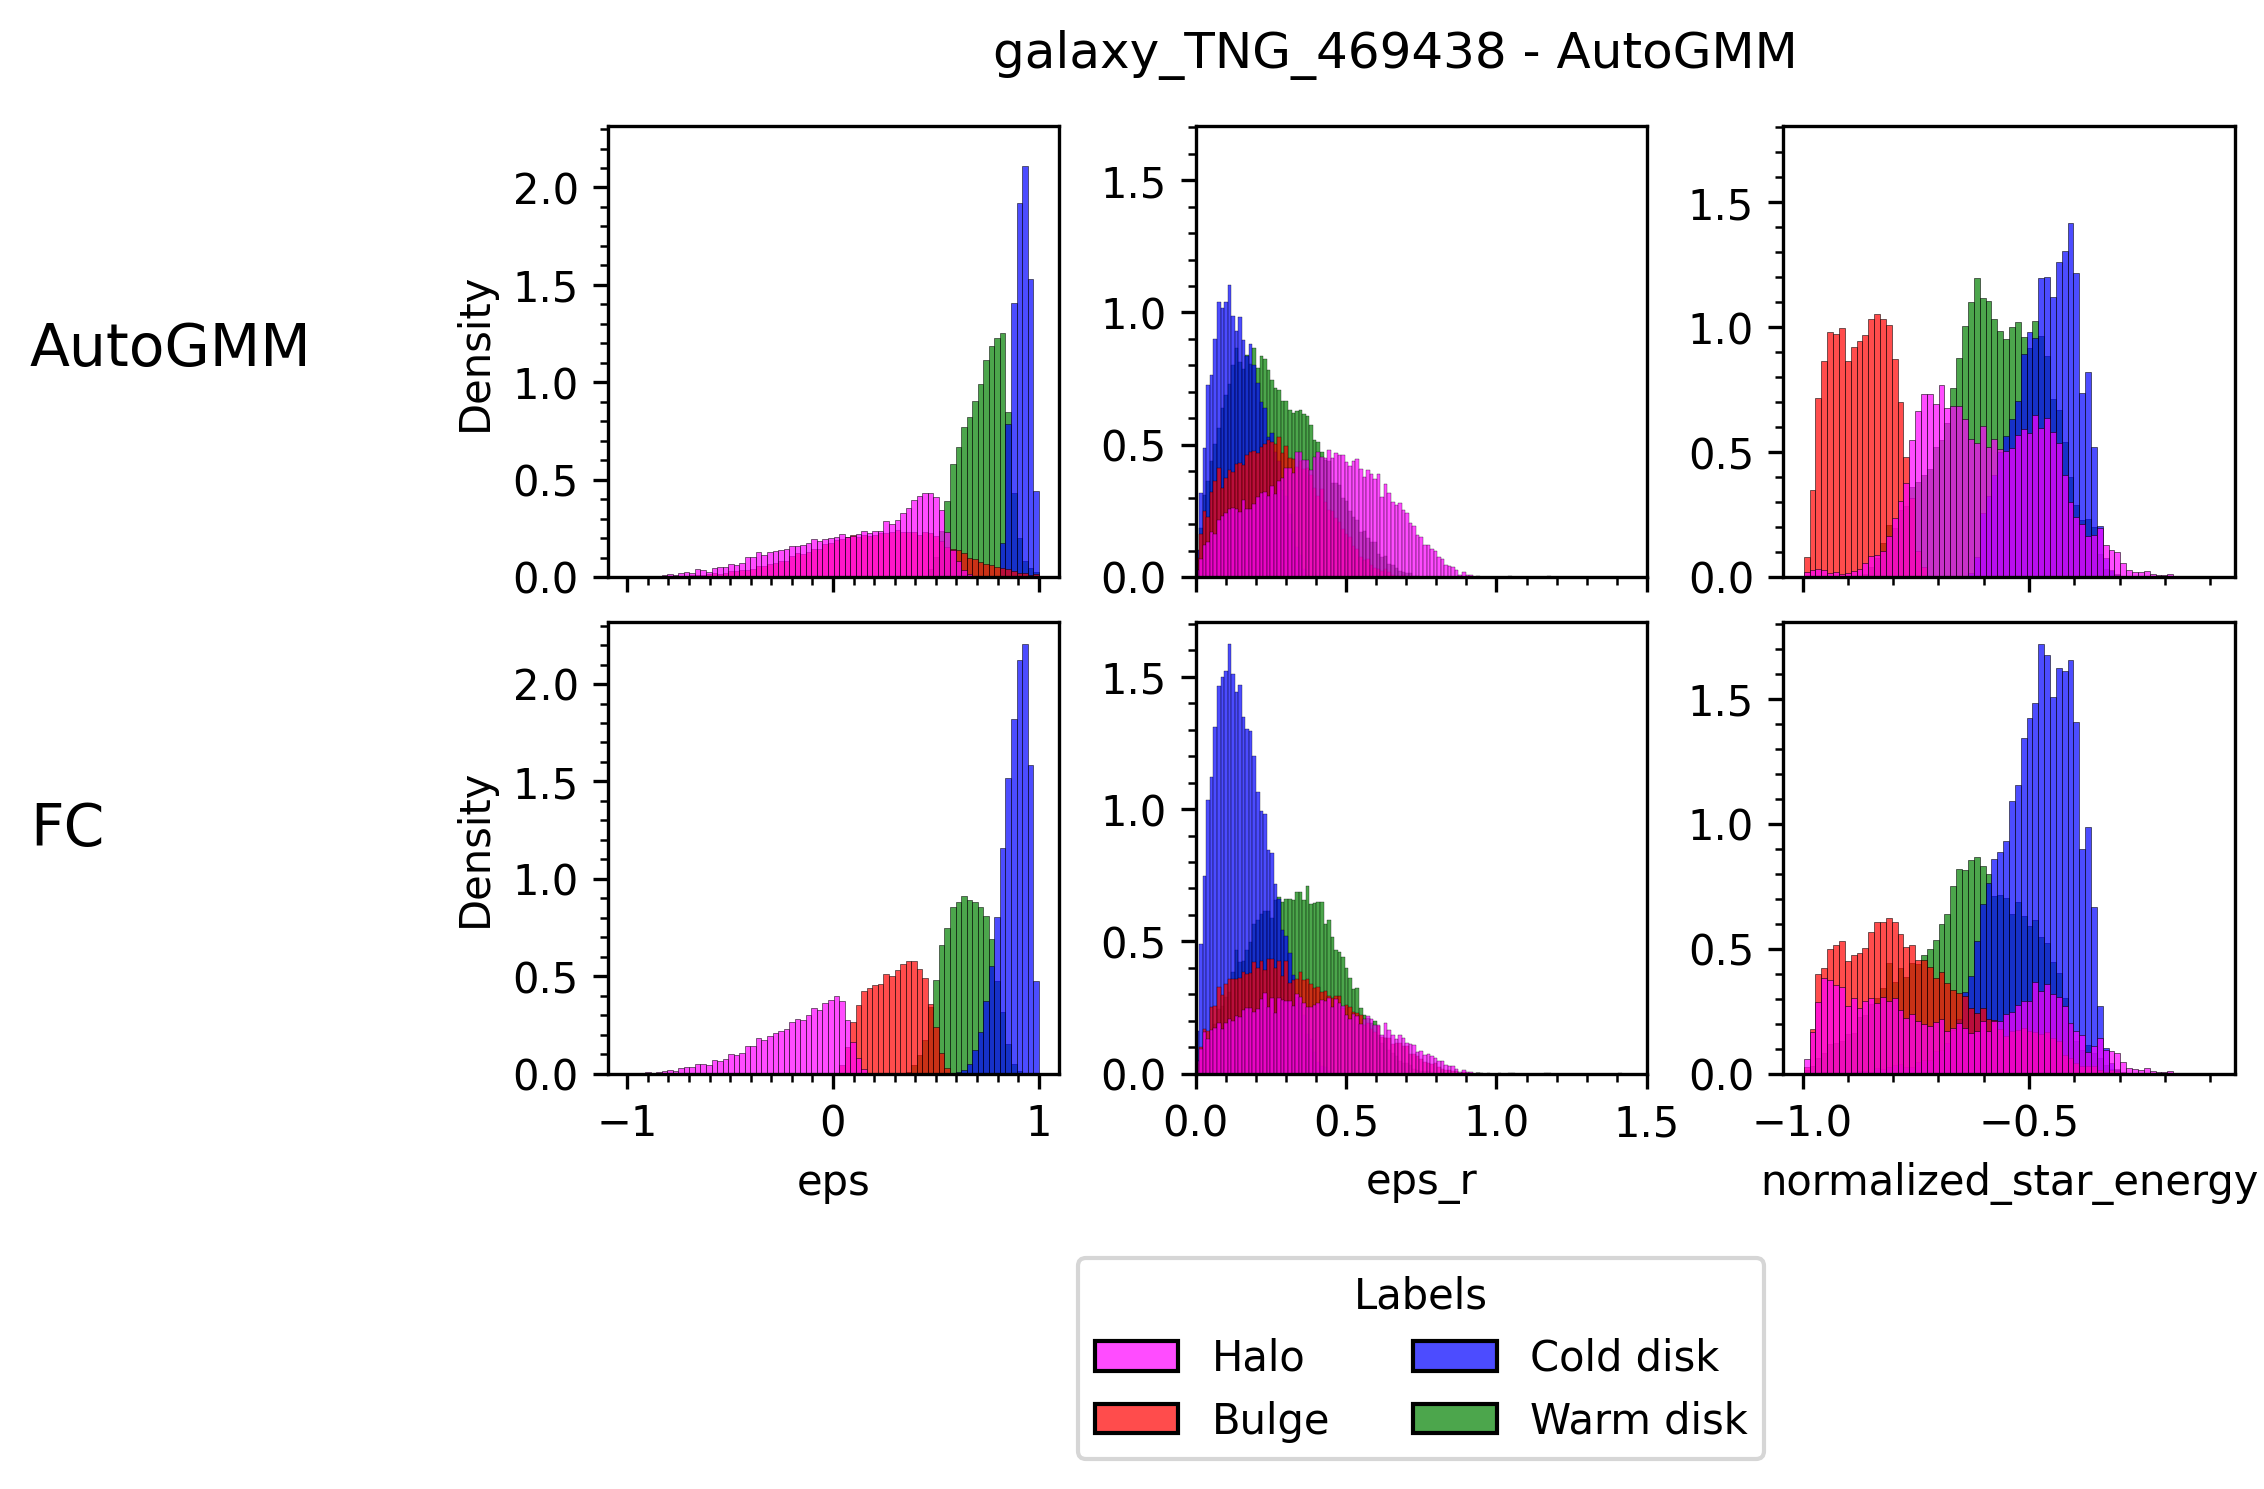 galaxy_TNG_469438 - AutoGMM
AutoGMM
Density
2.0
1.5
1.0
0.5
0.0
1.5
1.0
0.5
0.0
1.5
1.0
0.5
0.0
FC
Density
2.0
1.5
1.0
0.5
0.0
−1
0
1
eps
1.5
1.0
0.5
0.0
0.0
0.5
1.0
1.5
eps_r
1.5
1.0
0.5
0.0
−1.0
−0.5
normalized_star_energy
Labels
Halo
Bulge
Cold disk
Warm disk